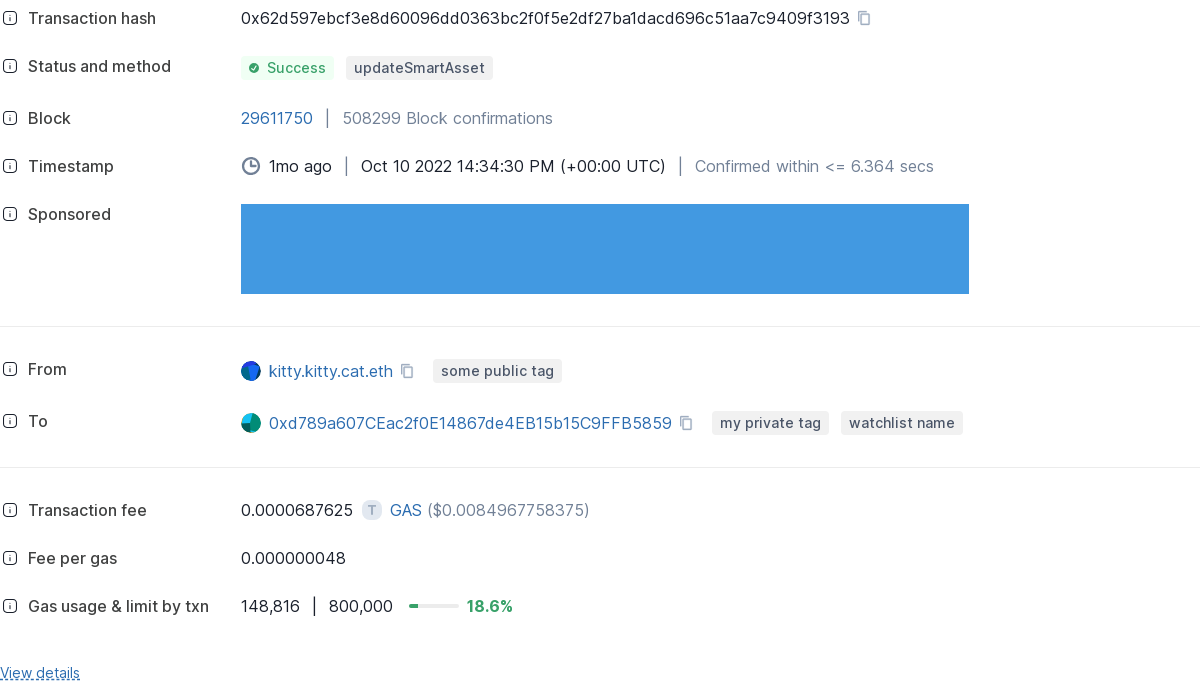 Transaction hash 0x62d597ebcf3e8d60096dd0363bc2f0f5e2df27ba1dacd696c51aa7c9409f3193
Status and method Success updateSmartAsset
Block 29611750 | 508299 Block confirmations
Timestamp 1mo ago | Oct 10 2022 14:34:30 PM (+00:00 UTC) | Confirmed within <= 6.364 secs
Sponsored
From kitty.kitty.cat.eth some public tag
To 0xd789a607CEac2f0E14867de4EB15b15C9FFB5859 my private tag watchlist name
Transaction fee 0.0000687625 T GAS ($0.0084967758375)
Fee per gas 0.000000048
Gas usage & limit by txn 148,816 | 800,000 18.6%
View details